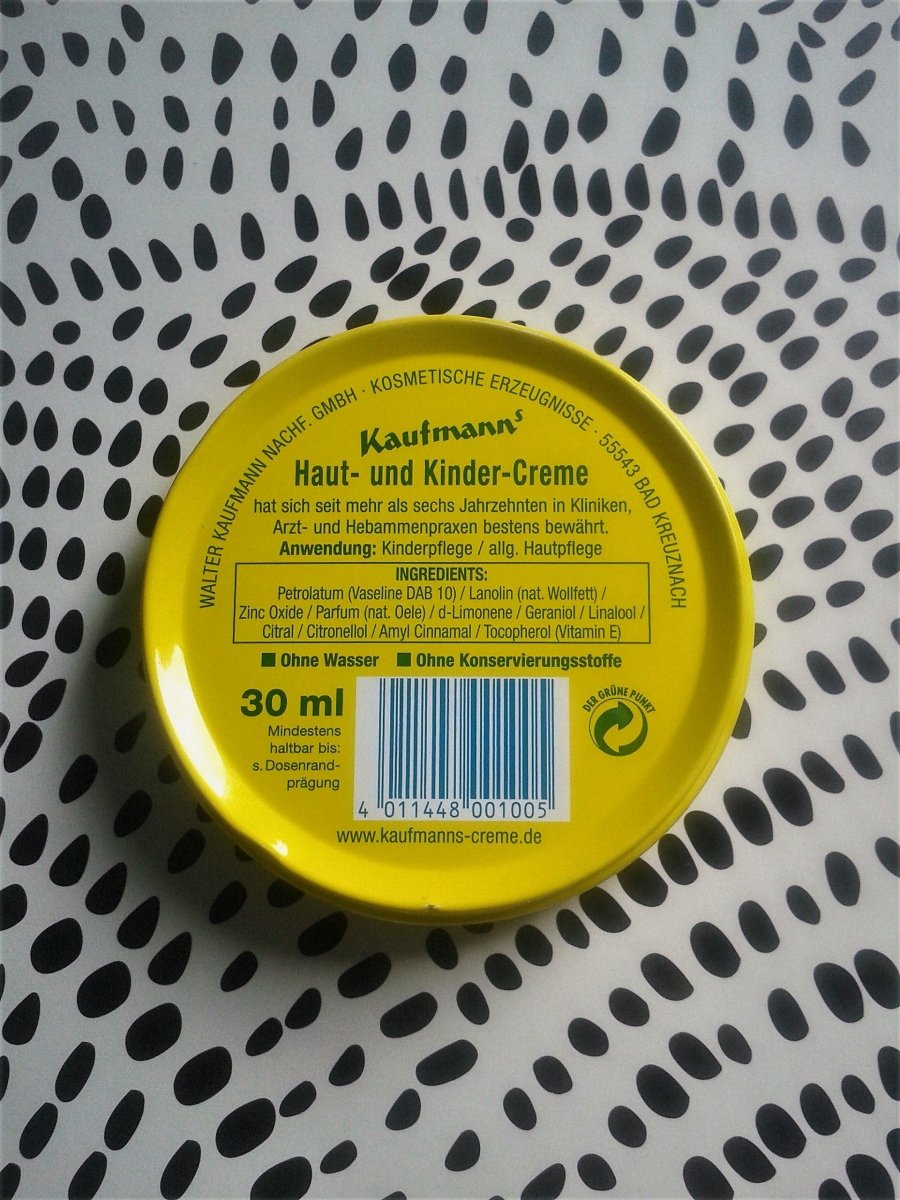 WALTER KAUFMANN NACHF. GMBH · KOSMETISCHE ERZEUGNISSE · 55543 BAD KREUZNACH
Kaufmanns
Haut- und Kinder-Creme
hat sich seit mehr als sechs Jahrzehnten in Kliniken,
Arzt- und Hebammenpraxen bestens bewährt.
Anwendung: Kinderpflege / allg. Hautpflege
INGREDIENTS:
Petrolatum (Vaseline DAB 10) / Lanolin (nat. Wollfett) /
Zinc Oxide / Parfum (nat. Oele) / d-Limonene / Geraniol / Linalool /
Citral / Citronellol / Amyl Cinnamal / Tocopherol (Vitamin E)
Ohne Wasser Ohne Konservierungsstoffe
30 ml
Mindestens
haltbar bis:
s. Dosenrand-
prägung
4 011448 001005
DER GRÜNE PUNKT
www.kaufmanns-creme.de